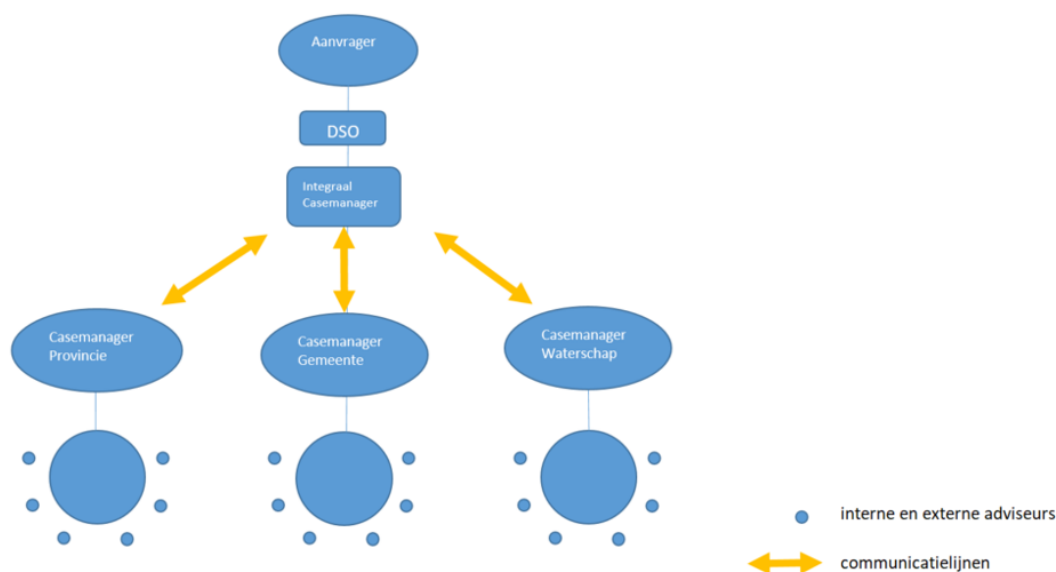 Aanvrager
DSO
Integraal
Casemanager
Casemanager
Provincie
Casemanager
Gemeente
Casemanager
Waterschap
interne en externe adviseurs
communicatielijnen